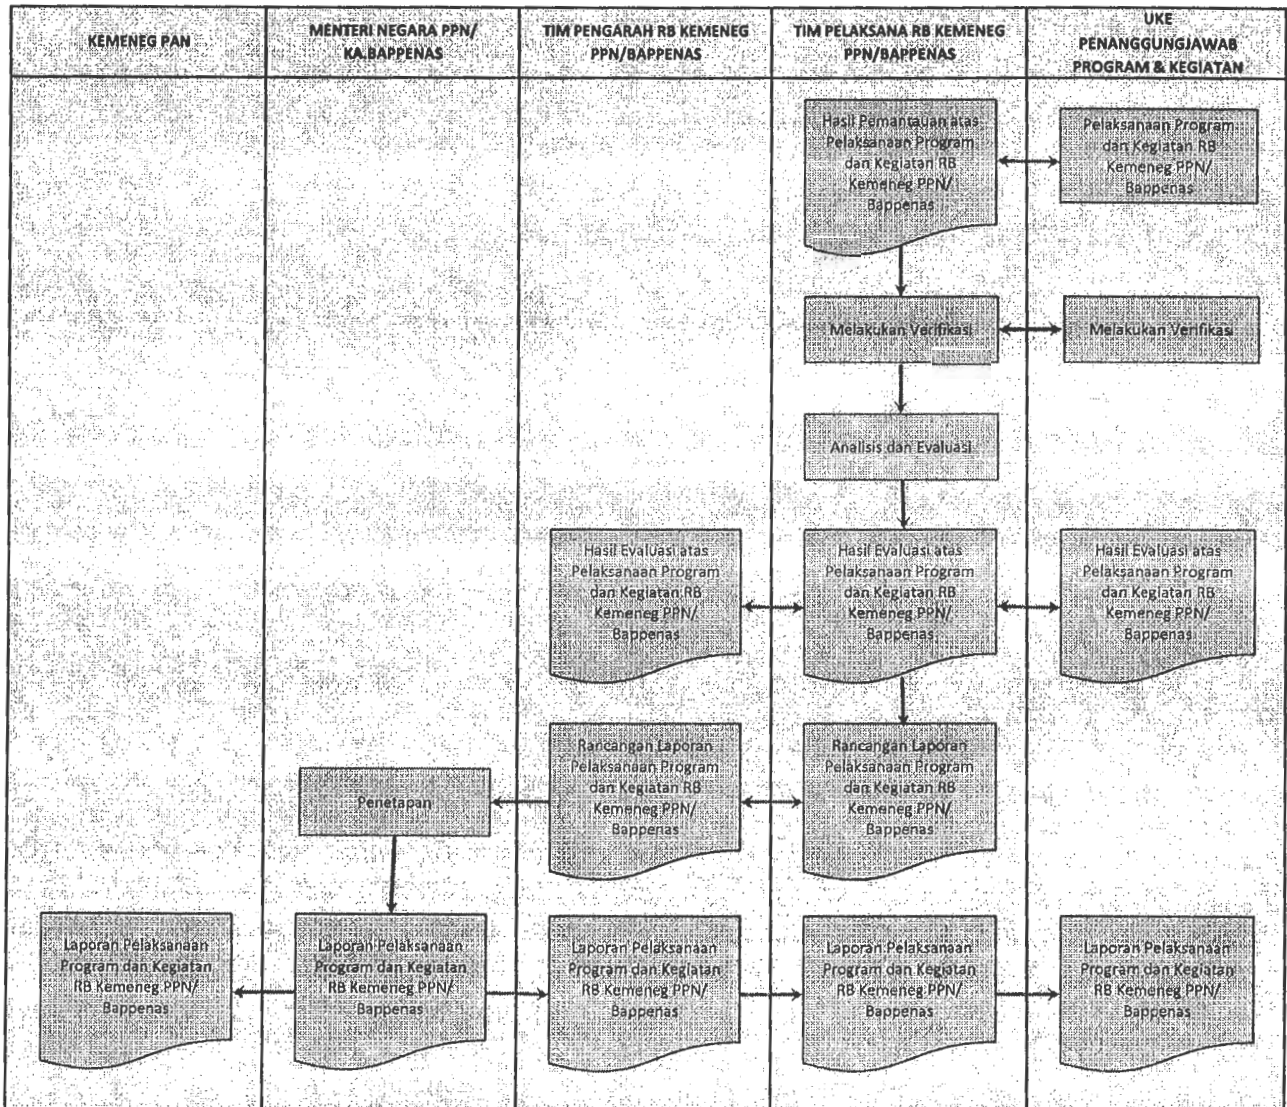 KEMENEG PAN
MENTERI NEGARA PPN/
KA.BAPPENAS
TIM PENGARAH RB KEMENEG
PPN/BAPPENAS
TIM PELAKSANA RB KEMENEG
PPN/BAPPENAS
UKE
PENANGGUNGJAWAB
PROGRAM & KEGIATAN
Hasil Pemantauan atas
Pelaksanaan Program
dan Kegiatan RB
Kemeneg PPN/
Bappenas
Pelaksanaan Program
dan Kegiatan RB
Kemeneg PPN/
Bappenas
Melakukan Verifikasi
Melakukan Verifikasi
Analisis dan Evaluasi
Hasil Evaluasi atas
Pelaksanaan Program
dan Kegiatan RB
Kemeneg PPN/
Bappenas
Hasil Evaluasi atas
Pelaksanaan Program
dan Kegiatan RB
Kemeneg PPN/
Bappenas
Hasil Evaluasi atas
Pelaksanaan Program
dan Kegiatan RB
Kemeneg PPN/
Bappenas
Penetapan
Rancangan Laporan
Pelaksanaan Program
dan Kegiatan RB
Kemeneg PPN/
Bappenas
Rancangan Laporan
Pelaksanaan Program
dan Kegiatan RB
Kemeneg PPN/
Bappenas
Laporan Pelaksanaan
Program dan Kegiatan
RB Kemeneg PPN/
Bappenas
Laporan Pelaksanaan
Program dan Kegiatan
RB Kemeneg PPN/
Bappenas
Laporan Pelaksanaan
Program dan Kegiatan
RB Kemeneg PPN/
Bappenas
Laporan Pelaksanaan
Program dan Kegiatan
RB Kemeneg PPN/
Bappenas
Laporan Pelaksanaan
Program dan Kegiatan
RB Kemeneg PPN/
Bappenas